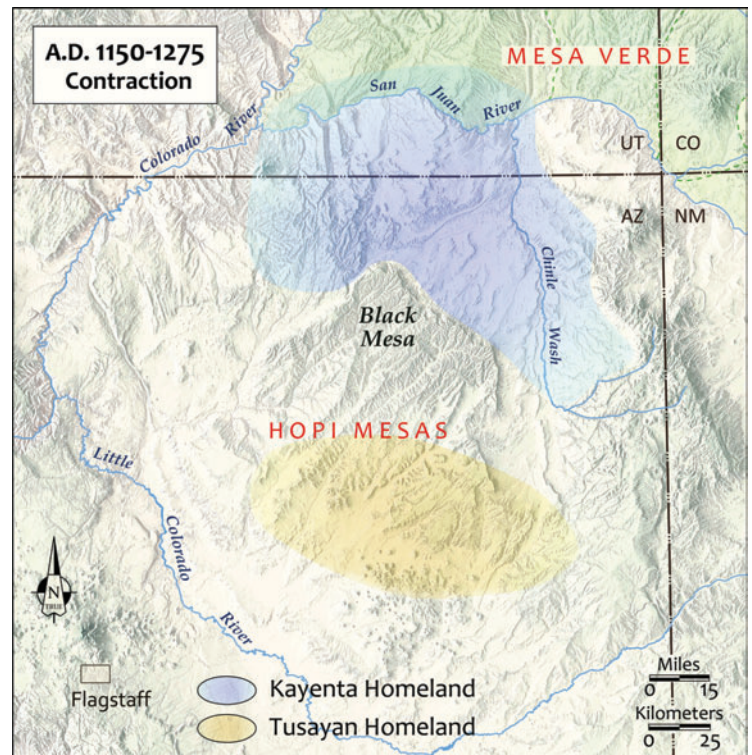 A.D. 1150-1275
Contraction
MESA VERDE
San
Juan
River
Colorado
River
UT
CO
AZ
NM
Chinle
Wash
Black
Mesa
HOPI MESAS
Little
Colorado
River
N
TRUE
Flagstaff
Kayenta Homeland
Tusayan Homeland
Miles
0 15
Kilometers
0 25